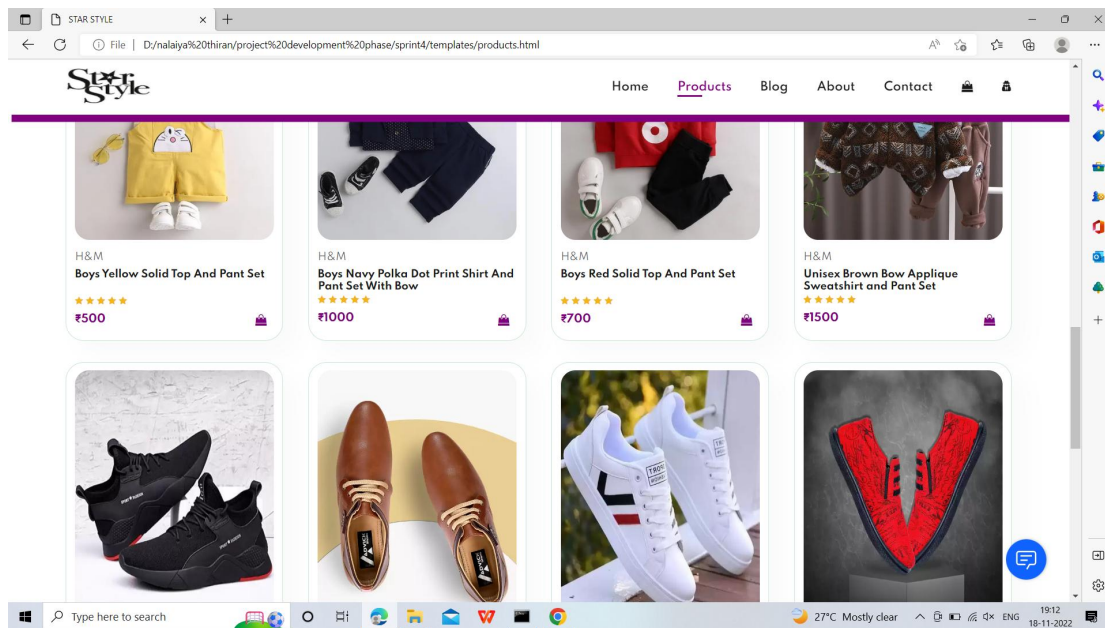 STAR STYLE
File
D:/nalaiya%20thiran/project%20development%20phase/sprint4/templates/products.html
Star
Style
Home
Products
Blog
About
Contact
H&M
Boys Yellow Solid Top And Pant Set
₹500
H&M
Boys Navy Polka Dot Print Shirt And
Pant Set With Bow
₹1000
H&M
Boys Red Solid Top And Pant Set
₹700
H&M
Unisex Brown Bow Applique
Sweatshirt and Pant Set
₹1500
Type here to search
27°C Mostly clear
ENG
19:12
18-11-2022